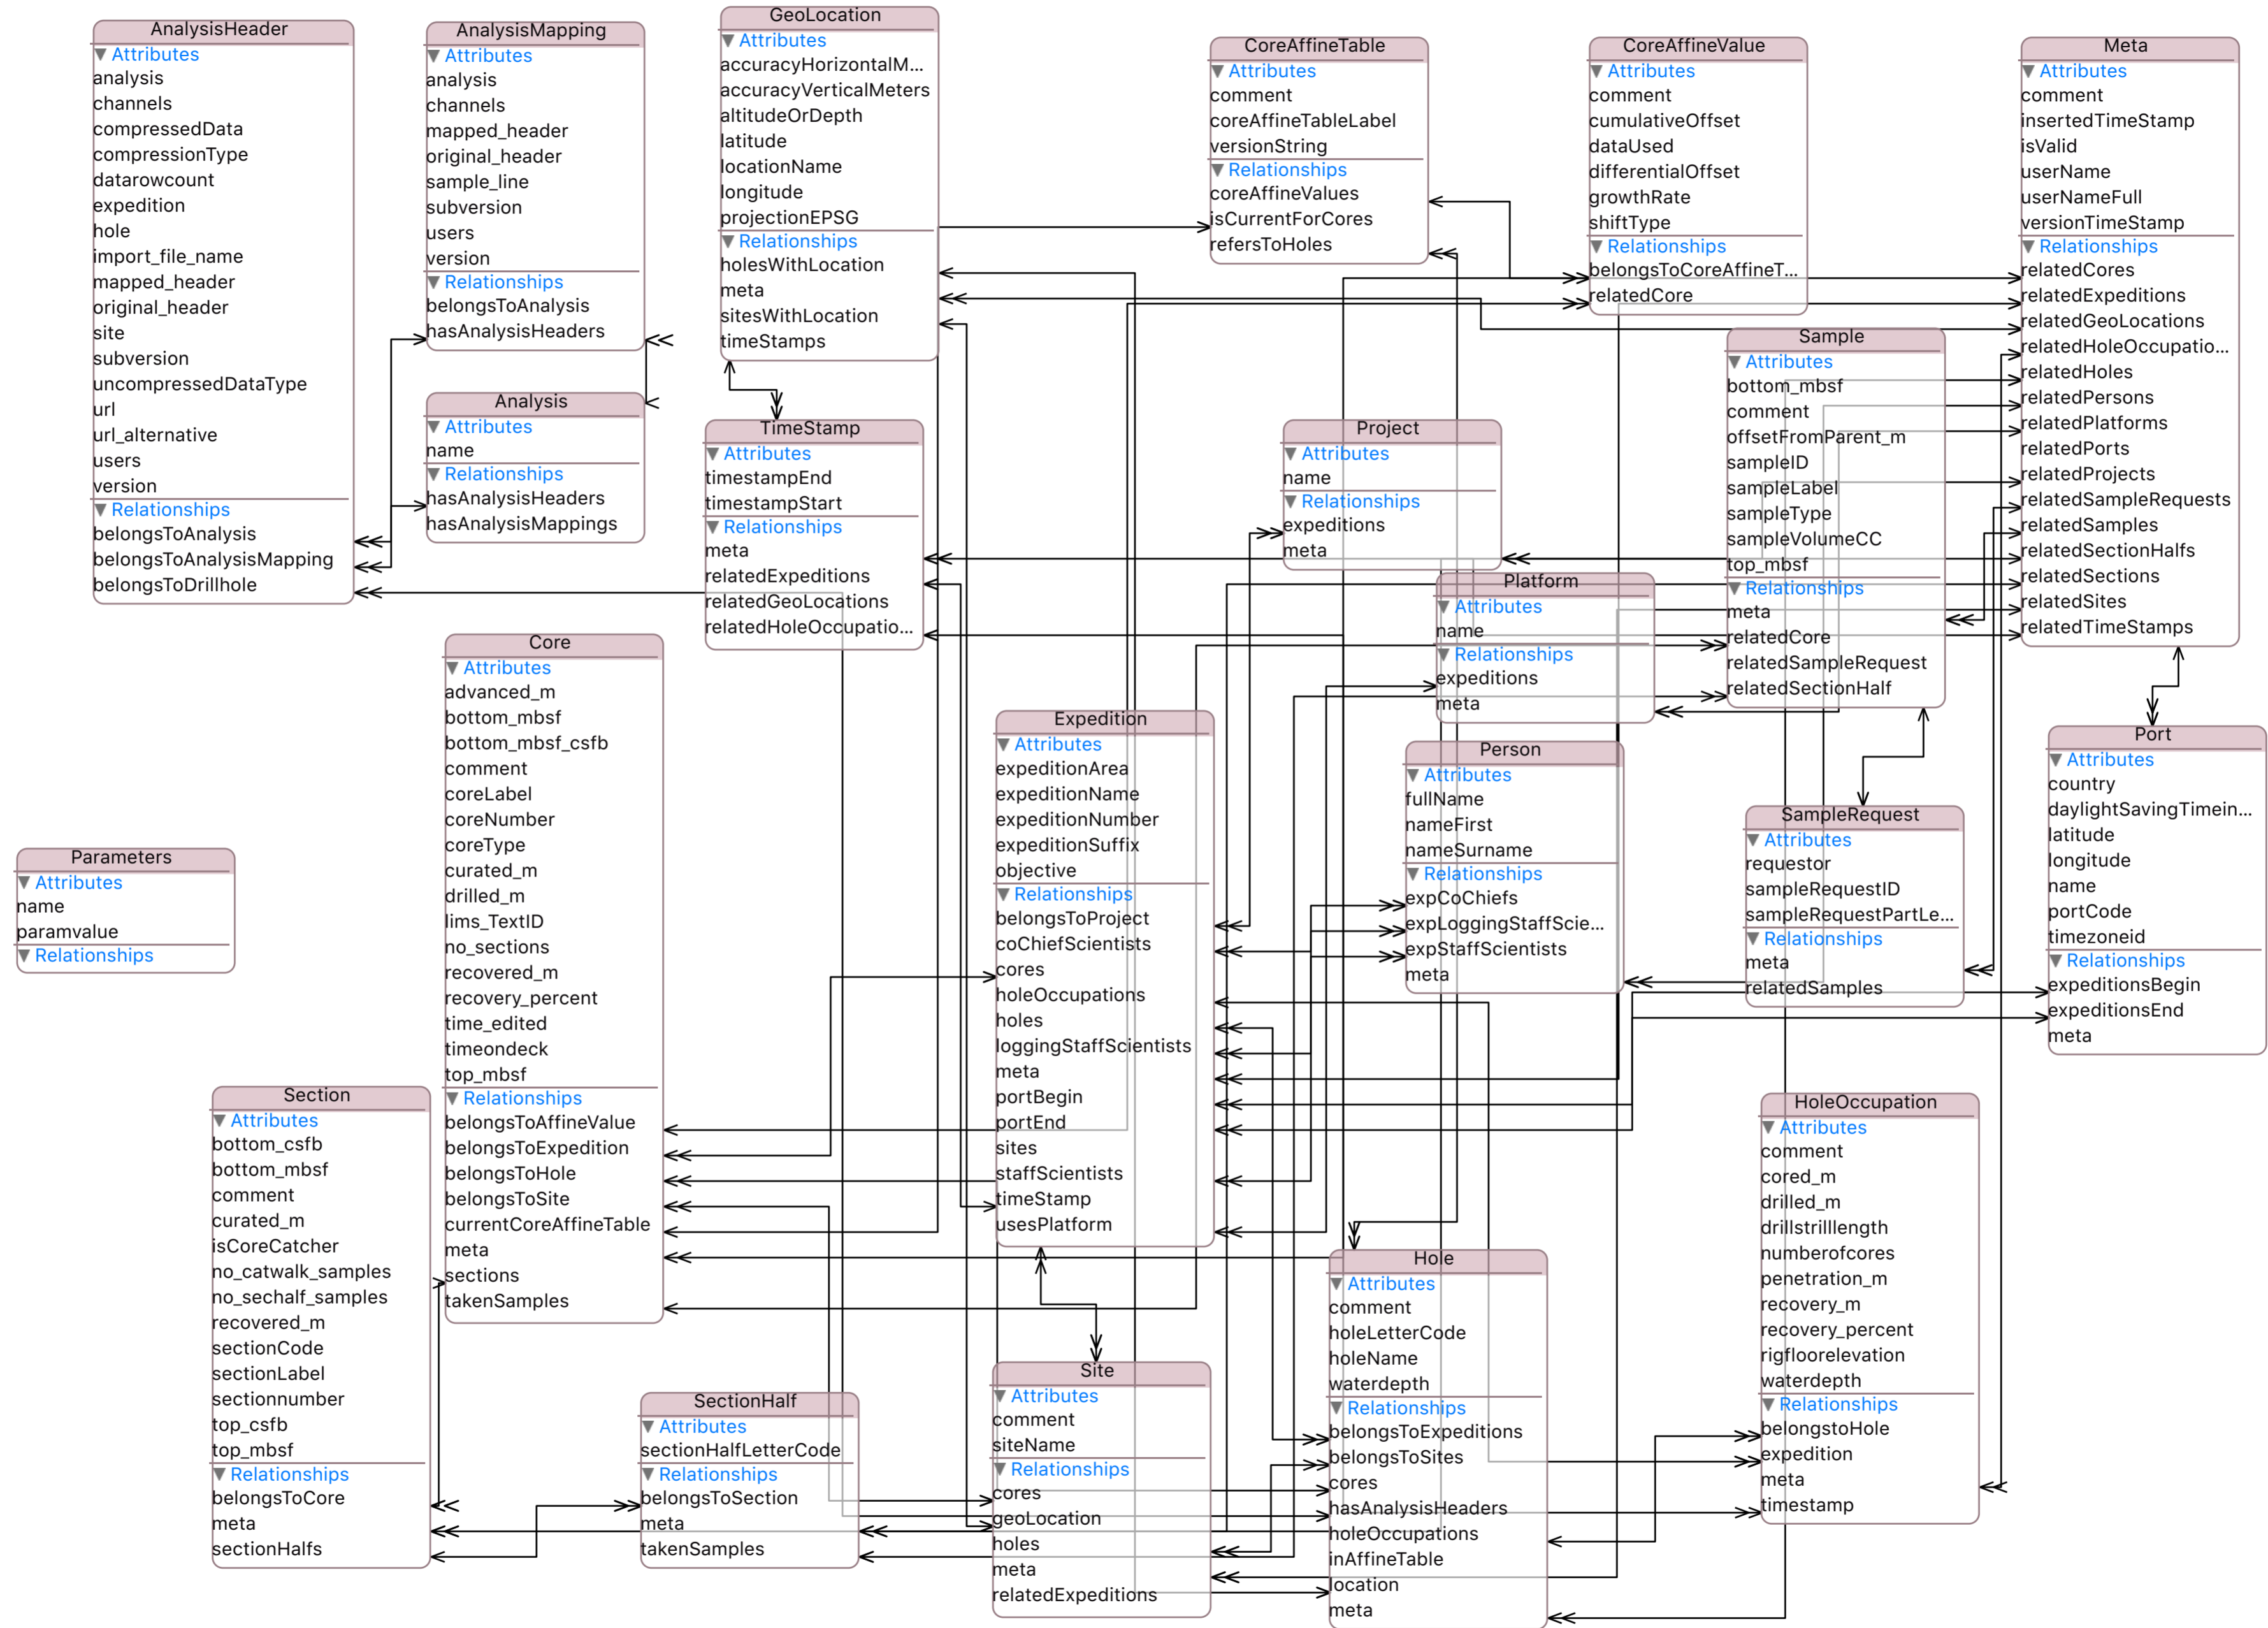 AnalysisHeader
Attributes
analysis
channels
compressedData
compressionType
datarowcount
expedition
hole
import_file_name
mapped_header
original_header
site
subversion
uncompressedDataType
url
url_alternative
users
version
Relationships
belongsToAnalysis
belongsToAnalysisMapping
belongsToDrillhole
AnalysisMapping
Attributes
analysis
channels
mapped_header
original_header
sample_line
subversion
users
version
Relationships
belongsToAnalysis
hasAnalysisHeaders
Analysis
Attributes
name
Relationships
hasAnalysisHeaders
hasAnalysisMappings
GeoLocation
Attributes
accuracyHorizontalM...
accuracyVerticalMeters
altitudeOrDepth
latitude
locationName
longitude
projectionEPSG
Relationships
holesWithLocation
meta
sitesWithLocation
timeStamps
TimeStamp
Attributes
timestampEnd
timestampStart
Relationships
meta
relatedExpeditions
relatedGeoLocations
relatedHoleOccupatio...
CoreAffineTable
Attributes
comment
coreAffineTableLabel
versionString
Relationships
coreAffineValues
isCurrentForCores
refersToHoles
CoreAffineValue
Attributes
comment
cumulativeOffset
dataUsed
differentialOffset
growthRate
shiftType
Relationships
belongsToCoreAffineT...
relatedCore
Meta
Attributes
comment
insertedTimeStamp
isValid
userName
userNameFull
versionTimeStamp
Relationships
relatedCores
relatedExpeditions
relatedGeoLocations
relatedHoleOccupatio...
relatedHoles
relatedPersons
relatedPlatforms
relatedPorts
relatedProjects
relatedSampleRequests
relatedSamples
relatedSectionHalfs
relatedSections
relatedSites
relatedTimeStamps
Sample
Attributes
bottom_mbsf
comment
offsetFromParent_m
sampleID
sampleLabel
sampleType
sampleVolumeCC
top_mbsf
Relationships
meta
relatedCore
relatedSampleRequest
relatedSectionHalf
Project
Attributes
name
Relationships
expeditions
meta
Platform
Attributes
name
Relationships
expeditions
meta
Person
Attributes
fullName
nameFirst
nameSurname
Relationships
expCoChiefs
expLoggingStaffScie...
expStaffScientists
meta
SampleRequest
Attributes
requestor
sampleRequestID
sampleRequestPartLe...
Relationships
meta
relatedSamples
Port
Attributes
country
daylightSavingTimein...
latitude
longitude
name
portCode
timezoneid
Relationships
expeditionsBegin
expeditionsEnd
meta
Parameters
Attributes
name
paramvalue
Relationships
Core
Attributes
advanced_m
bottom_mbsf
bottom_mbsf_csfb
comment
coreLabel
coreNumber
coreType
curated_m
drilled_m
lims_TextID
no_sections
recovered_m
recovery_percent
time_edited
timeondeck
top_mbsf
Relationships
belongsToAffineValue
belongsToExpedition
belongsToHole
belongsToSite
currentCoreAffineTable
meta
sections
takenSamples
Expedition
Attributes
expeditionArea
expeditionName
expeditionNumber
expeditionSuffix
objective
Relationships
belongsToProject
coChiefScientists
cores
holeOccupations
holes
loggingStaffScientists
meta
portBegin
portEnd
sites
staffScientists
timeStamp
usesPlatform
Section
Attributes
bottom_csfb
bottom_mbsf
comment
curated_m
isCoreCatcher
no_catwalk_samples
no_sechalf_samples
recovered_m
sectionCode
sectionLabel
sectionnumber
top_csfb
top_mbsf
Relationships
belongsToCore
meta
sectionHalfs
SectionHalf
Attributes
sectionHalfLetterCode
Relationships
belongsToSection
meta
takenSamples
Site
Attributes
comment
siteName
Relationships
cores
geoLocation
holes
meta
relatedExpeditions
Hole
Attributes
comment
holeLetterCode
holeName
waterdepth
Relationships
belongsToExpeditions
belongsToSites
cores
hasAnalysisHeaders
holeOccupations
inAffineTable
location
meta
HoleOccupation
Attributes
comment
cored_m
drilled_m
drillstrilllength
numberofcores
penetration_m
recovery_m
recovery_percent
rigfloorelevation
waterdepth
Relationships
belongstoHole
expedition
meta
timestamp